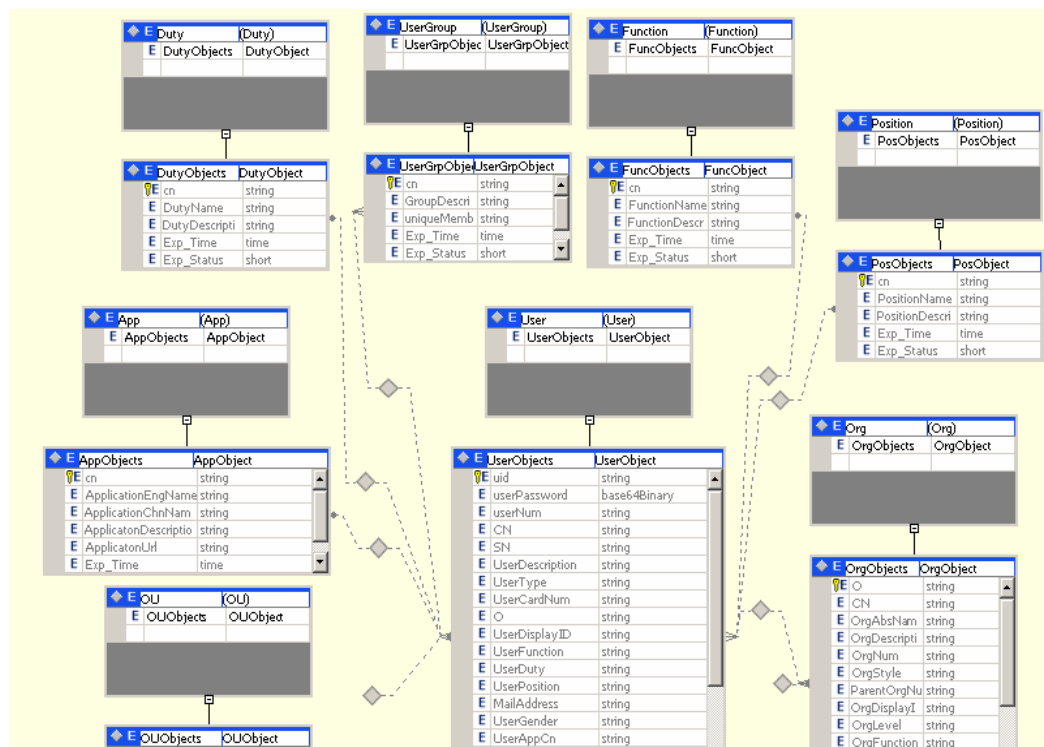 E Duty (Duty)
E DutyObjects DutyObject
E UserGroup (UserGroup)
E UserGrpObjec UserGrpObject
E Function (Function)
E FuncObjects FuncObject
E Position (Position)
E PosObjects PosObject
E DutyObjects DutyObject
E cn string
E DutyName string
E DutyDescripti string
E Exp_Time time
E Exp_Status short
E UserGrpObje UserGrpObject
E cn string
E GroupDescri string
E uniqueMemb string
E Exp_Time time
E Exp_Status short
E FuncObjects FuncObject
E cn string
E FunctionName string
E FunctionDescr string
E Exp_Time time
E Exp_Status short
E PosObjects PosObject
E cn string
E PositionName string
E PositionDescri string
E Exp_Time time
E Exp_Status short
E App (App)
E AppObjects AppObject
E User (User)
E UserObjects UserObject
E Org (Org)
E OrgObjects OrgObject
E AppObjects AppObject
E cn string
E ApplicationEngName string
E ApplicationChnNam string
E ApplicatonDescriptio string
E ApplicatonUrl string
E Exp_Time time
E UserObjects UserObject
E uid string
E userPassword base64Binary
E userNum string
E CN string
E SN string
E UserDescription string
E UserType string
E UserCardNum string
E O string
E UserDisplayID string
E UserFunction string
E UserDuty string
E UserPosition string
E MailAddress string
E UserGender string
E UserAppCn string
E OrgObjects OrgObject
E O string
E CN string
E OrgAbsNam string
E OrgDescripti string
E OrgNum string
E OrgStyle string
E ParentOrgNu string
E OrgDisplayI string
E OrgLevel string
E OrgFunction string
E OU (OU)
E OUObjects OUObject
E OUObjects OUObject